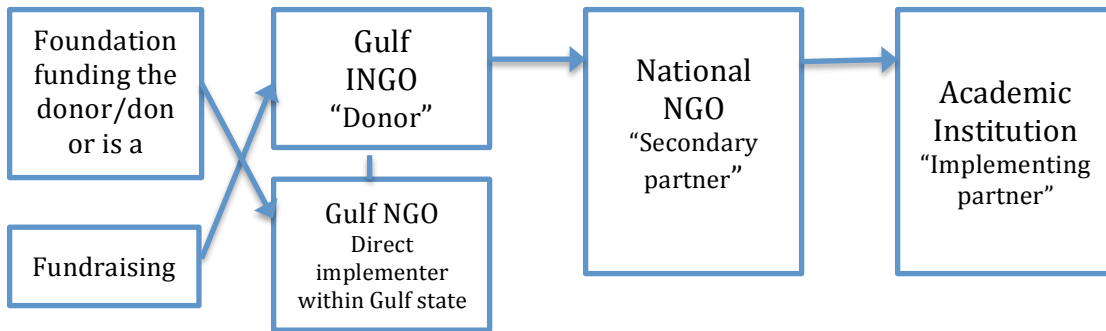 Foundation
funding the
donor/don
or is a
Fundraising
Gulf
INGO
“Donor”
Gulf NGO
Direct
implementer
within Gulf state
National
NGO
“Secondary
partner”
Academic
Institution
“Implementing
partner”